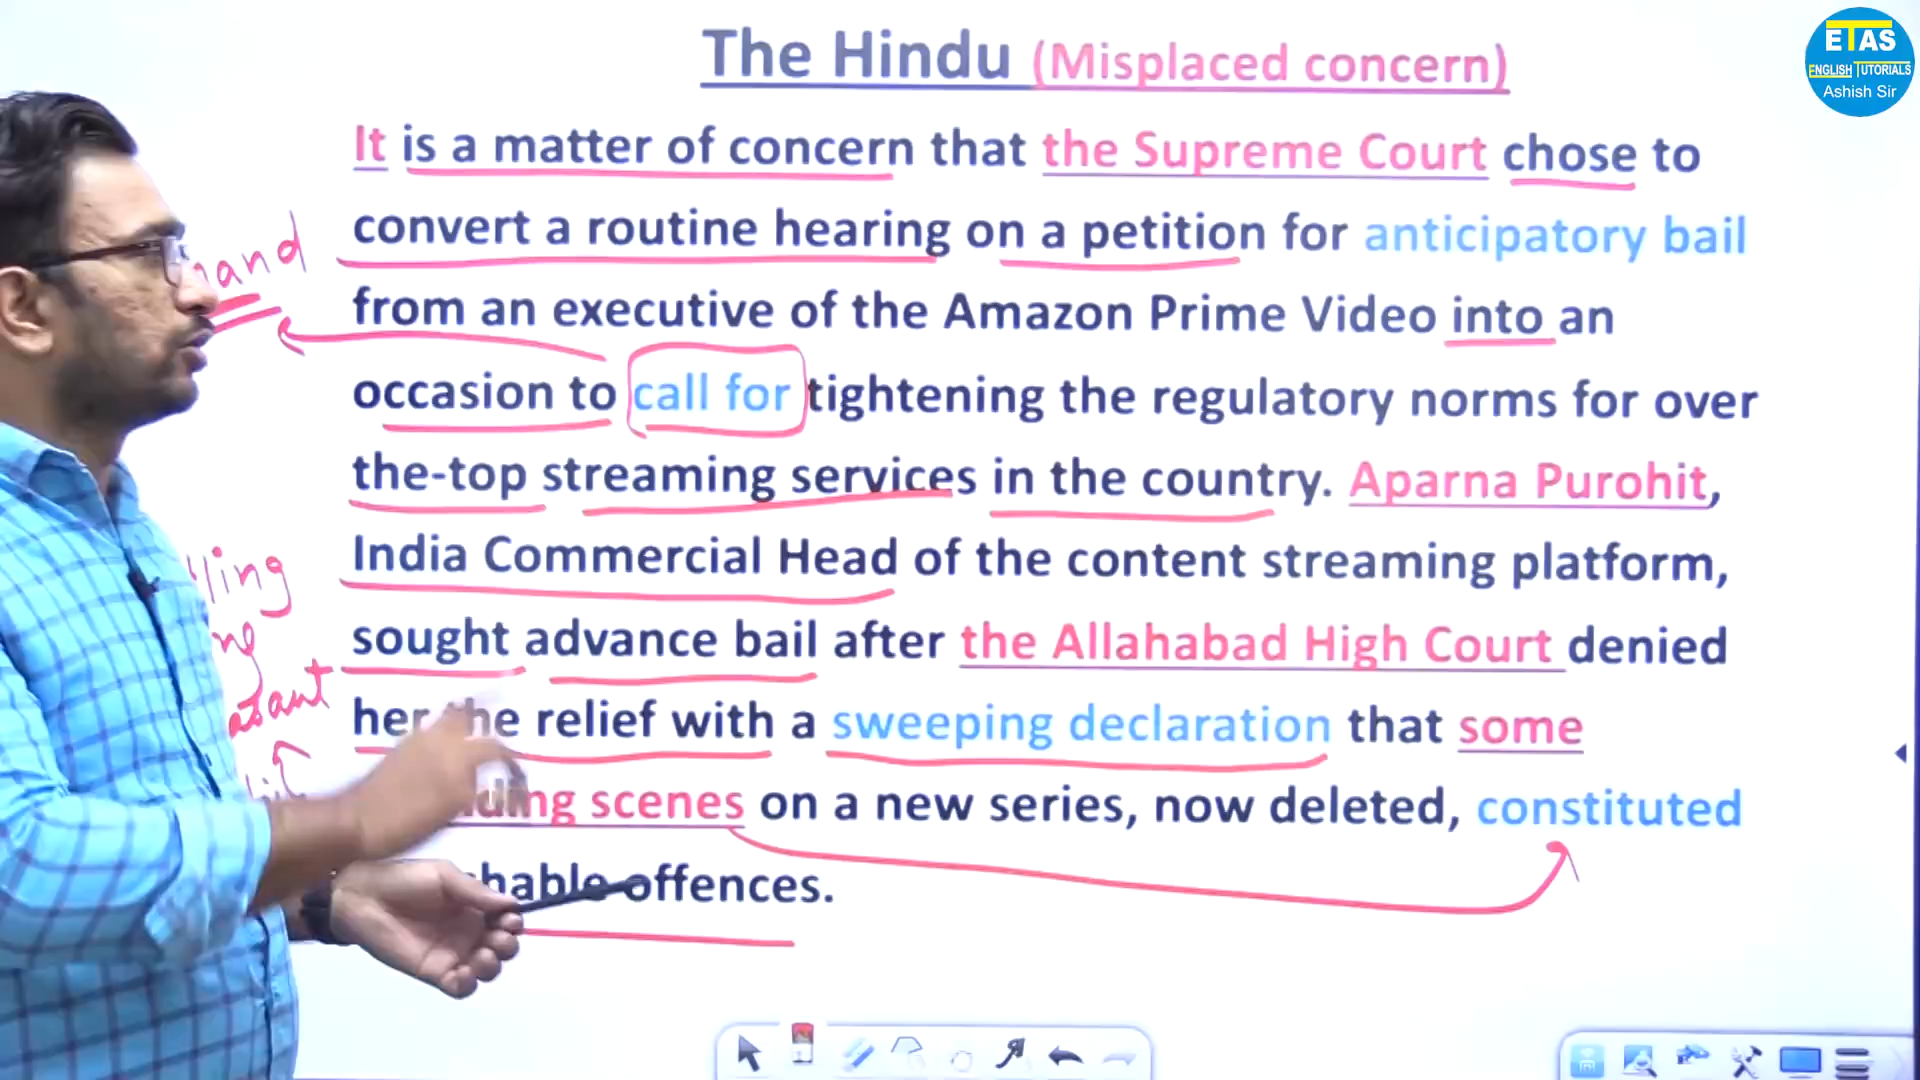 The Hindu (Misplaced concern)
ETAS
ENGLISH TUTORIALS
Ashish Sir
It is a matter of concern that the Supreme Court chose to
convert a routine hearing on a petition for anticipatory bail
from an executive of the Amazon Prime Video into an
occasion to call for tightening the regulatory norms for over
the-top streaming services in the country. Aparna Purohit,
India Commercial Head of the content streaming platform,
sought advance bail after the Allahabad High Court denied
her the relief with a sweeping declaration that some
scenes on a new series, now deleted, constituted
offences.